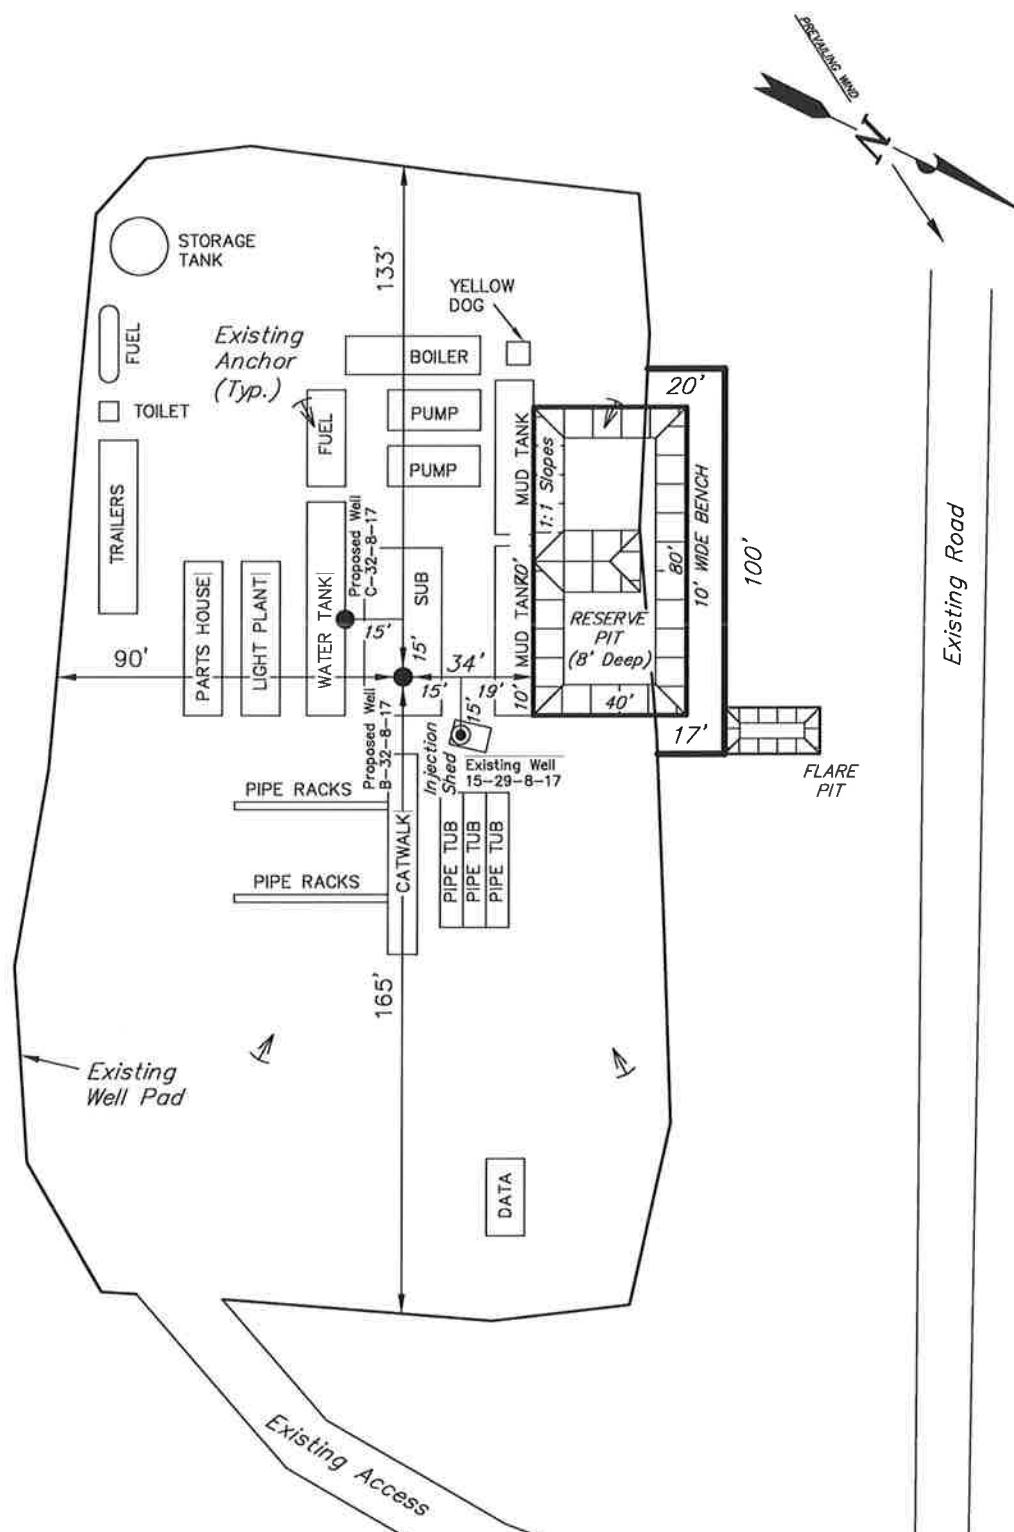 PREVAILING WIND
N
STORAGE
TANK
133'
YELLOW
DOG
FUEL
Existing
Anchor
(Typ.)
BOILER
20'
TOILET
FUEL
PUMP
MUD TANK
1:1 Slopes
PUMP
TRAILERS
10' WIDE BENCH
100'
Existing Road
Proposed Well
C-32-8-17
SUB
80'
PARTS HOUSE
LIGHT PLANT
WATER TANK
MUD TANK
RESERVE
PIT
(8' Deep)
15'
15'
90'
34'
15'
19'
10'
40'
15'
17'
Proposed Well
B-32-8-17
Injection
Shed
Existing Well
15-29-8-17
FLARE
PIT
PIPE RACKS
CATWALK
PIPE TUB
PIPE TUB
PIPE TUB
PIPE RACKS
165'
Existing
Well Pad
DATA
Existing Access